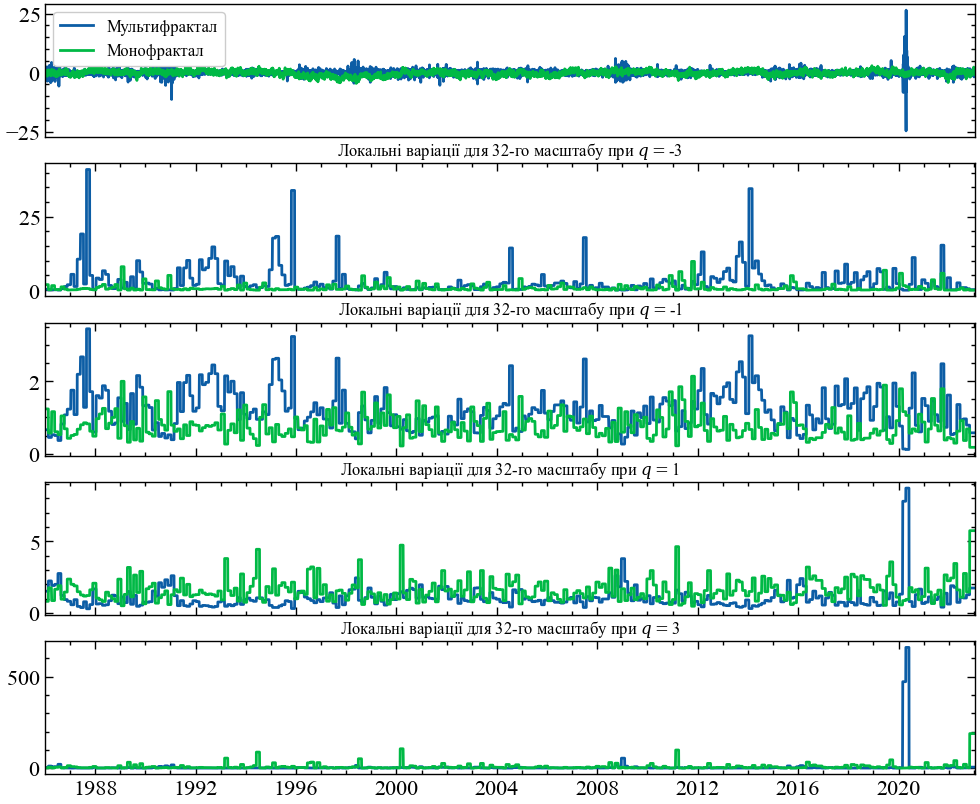 25
Мультифрактал
Монофрактал
0
−25
Локальні варіації для 32-го масштабу при q = -3
25
0
Локальні варіації для 32-го масштабу при q = -1
2
0
Локальні варіації для 32-го масштабу при q = 1
5
0
Локальні варіації для 32-го масштабу при q = 3
500
0
1988 1992 1996 2000 2004 2008 2012 2016 2020